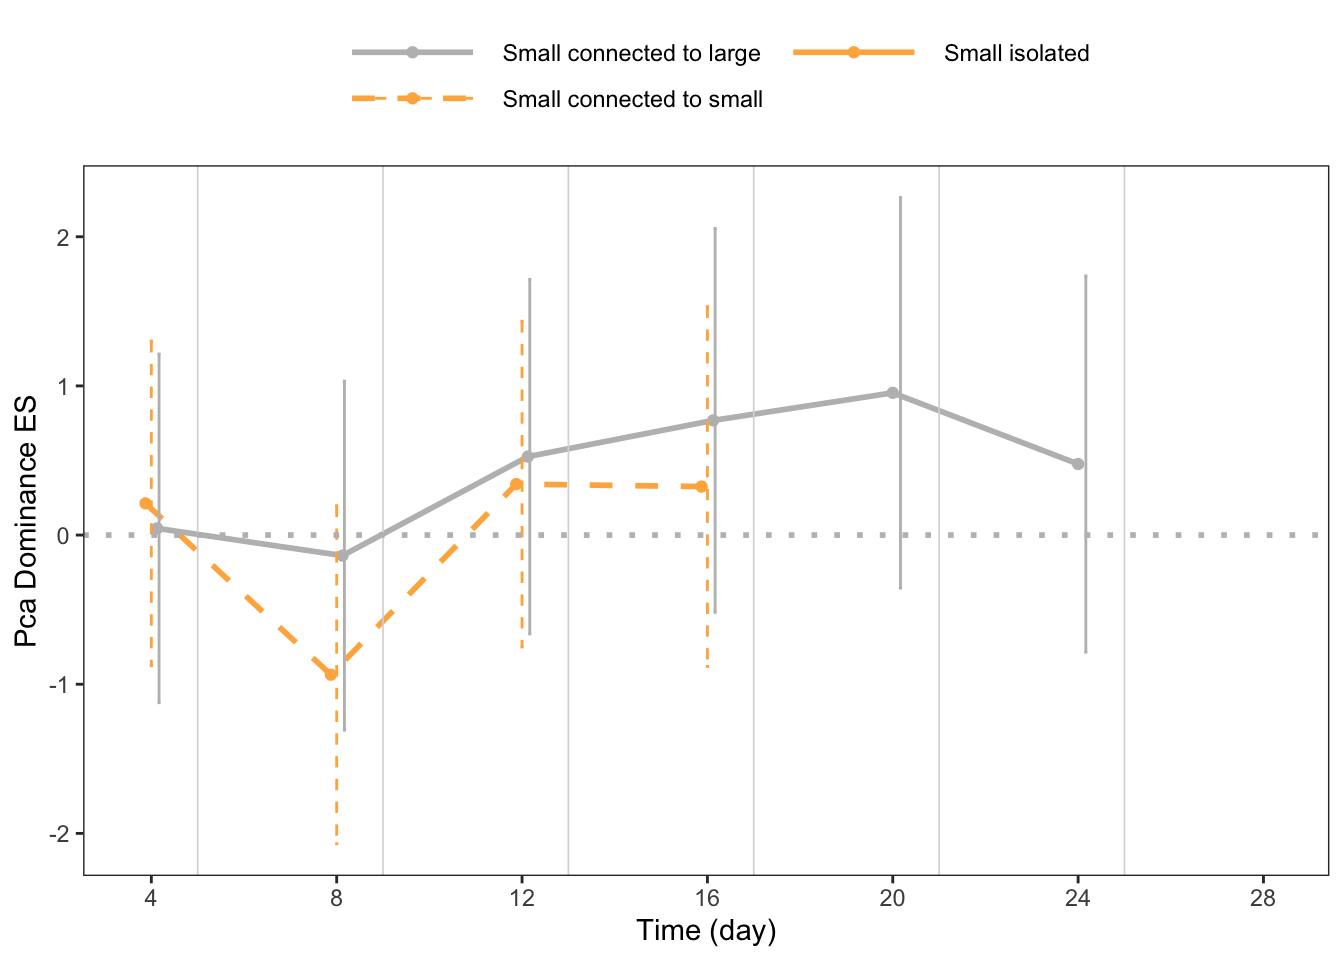 Small connected to large
Small isolated
Small connected to small
Pca Dominance ES
2
1
0
-1
-2
4
8
12
16
20
24
28
Time (day)